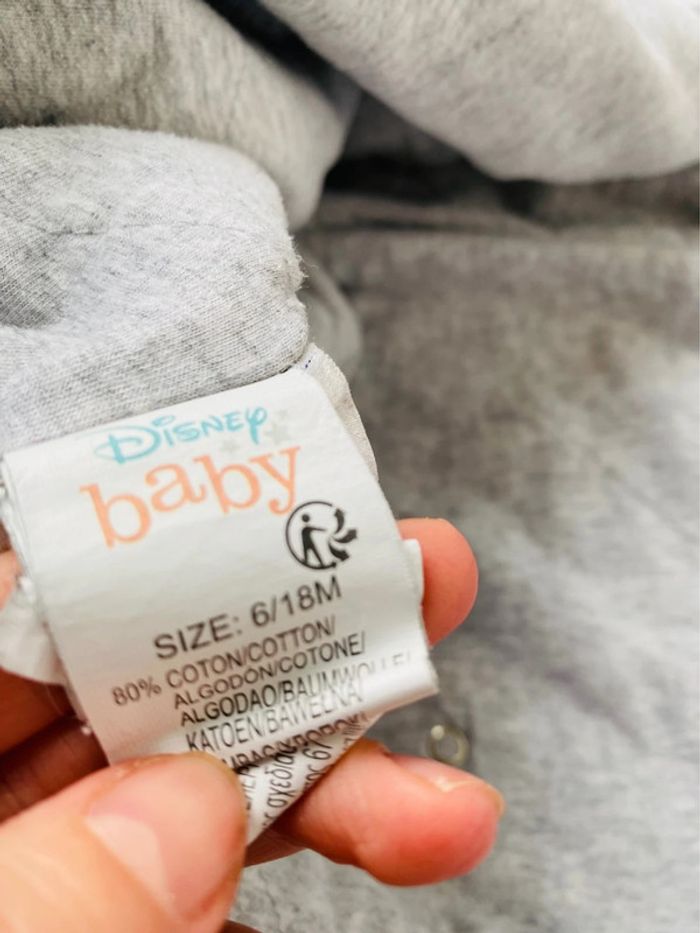 Disney
baby
SIZE: 6/18M
80% COTON/COTTON/
ALGODÓN/COTONE/
ALGODAO/BAUMWOLLE/
KATOEN/BAWEŁNA/